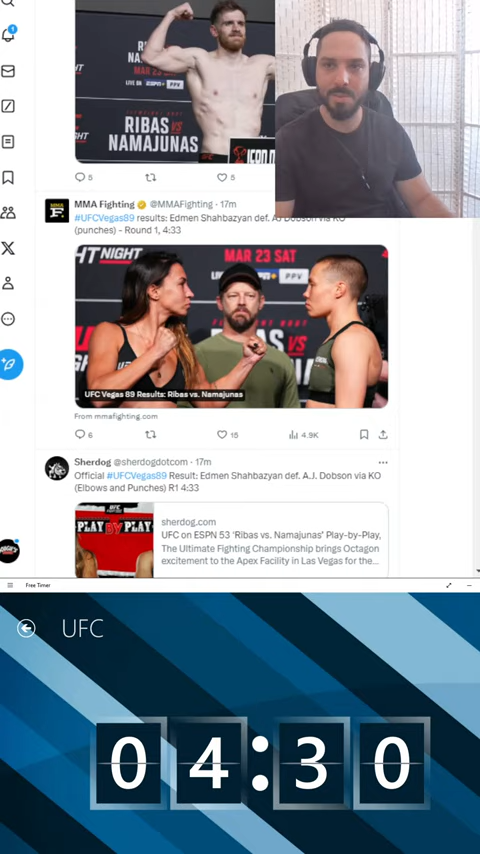 RIBAS VS
NAMAJUNAS
5
5
MMA Fighting @MMAFighting · 17m
#UFCVegas89 results: Edmen Shahbazyan def. AJ Dobson via KO
(punches) - Round 1, 4:33
HT NIGHT
MAR 23 SAT
LIVE ON ESPN+ PPV
UFC Vegas 89 Results: Ribas vs. Namajunas
From mmafighting.com
6
15
4.9K
Sherdog @sherdogdotcom · 17m
Official #UFCVegas89 Result: Edmen Shahbazyan def. A.J. Dobson via KO
(Elbows and Punches) R1 4:33
PLAY BY PLAY
sherdog.com
UFC on ESPN 53 'Ribas vs. Namajunas' Play-by-Play,
The Ultimate Fighting Championship brings Octagon
excitement to the Apex Facility in Las Vegas for the...
Free Timer
UFC
04:30